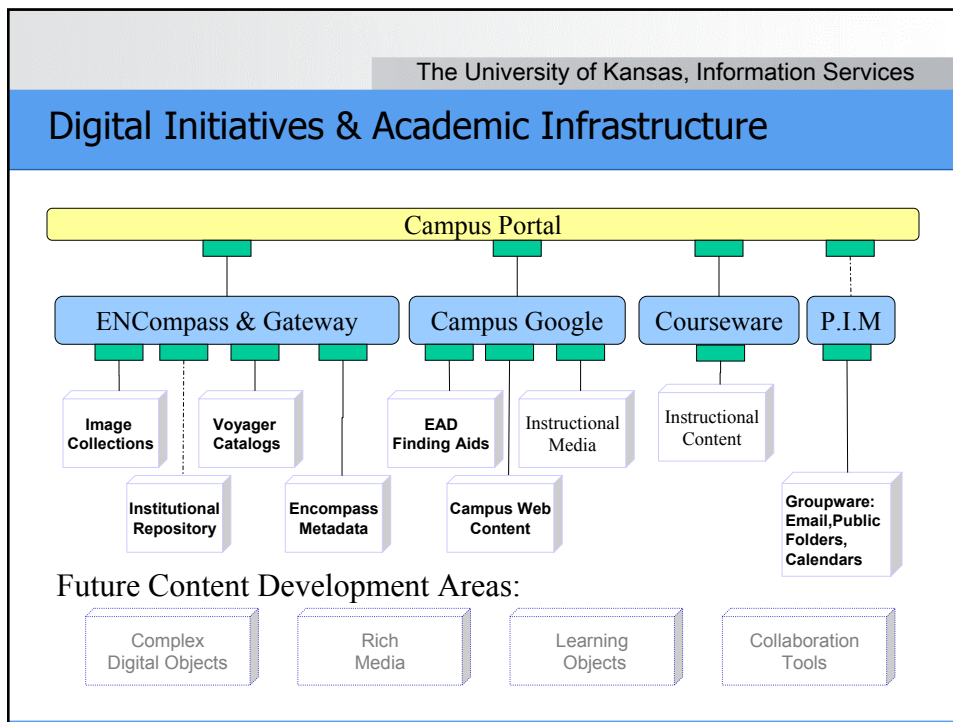 The University of Kansas, Information Services
Digital Initiatives & Academic Infrastructure
Campus Portal
ENCompass & Gateway
Campus Google
Courseware
P.I.M
Image
Collections
Voyager
Catalogs
EAD
Finding Aids
Instructional
Media
Instructional
Content
Institutional
Repository
Encompass
Metadata
Campus Web
Content
Groupware:
Email,Public
Folders,
Calendars
Future Content Development Areas:
Complex
Digital Objects
Rich
Media
Learning
Objects
Collaboration
Tools